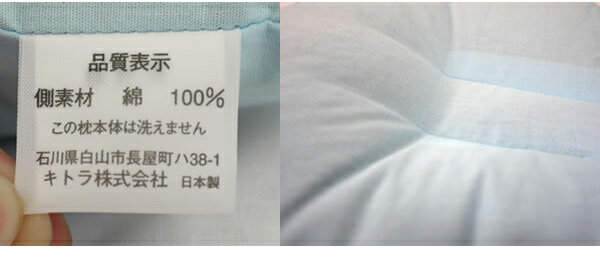 品質表示
側素材 綿 100%
この枕本体は洗えません
石川県白山市長屋町ハ38-1
キトラ株式会社 日本製